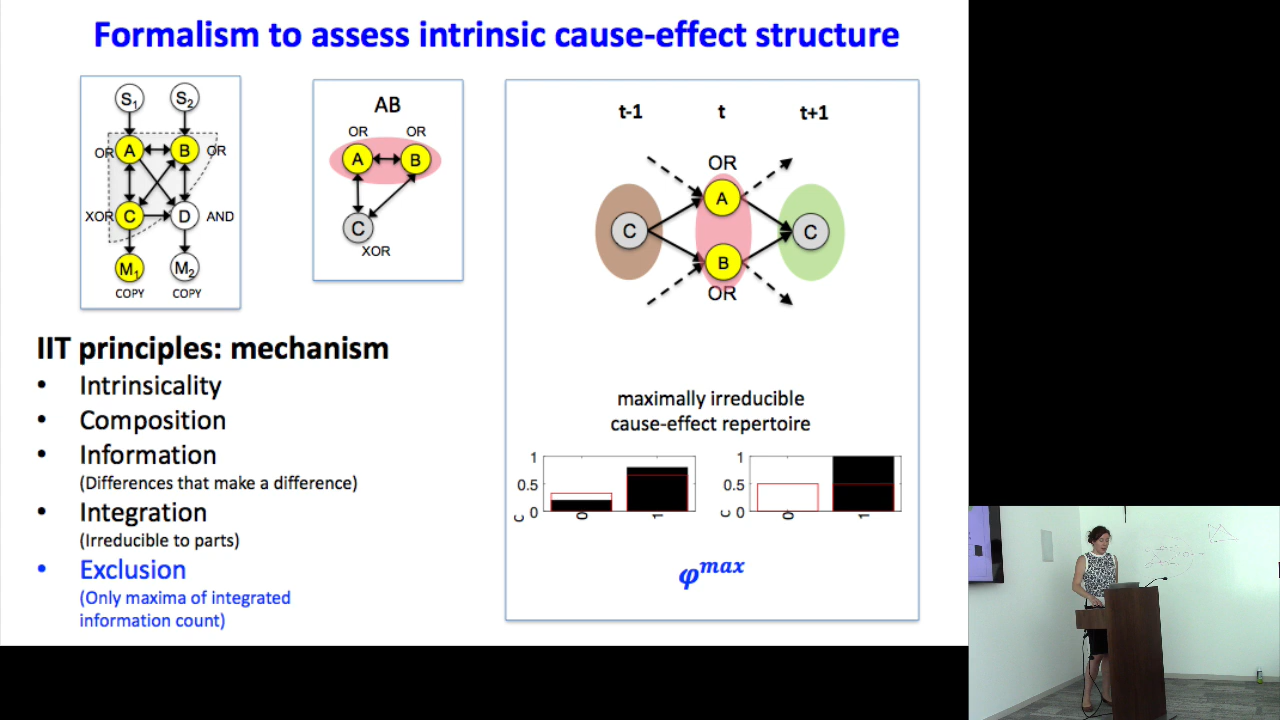 Formalism to assess intrinsic cause-effect structure
S1 S2
OR A B OR
XOR C D AND
M1 M2
COPY COPY
AB
OR OR
A B
C
XOR
t-1 t t+1
OR
A
C C
B
OR
IIT principles: mechanism
• Intrinsicality
• Composition
• Information
(Differences that make a difference)
• Integration
(Irreducible to parts)
• Exclusion
(Only maxima of integrated
information count)
maximally irreducible
cause-effect repertoire
1 1
0.5 0.5
C 0 C 0
0 1 0 1
φmax